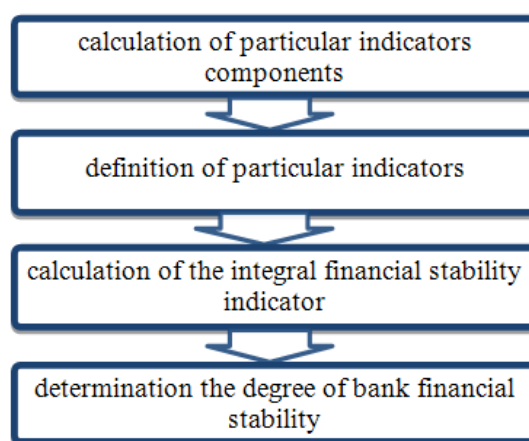 calculation of particular indicators
components
definition of particular indicators
calculation of the integral financial stability
indicator
determination the degree of bank financial
stability